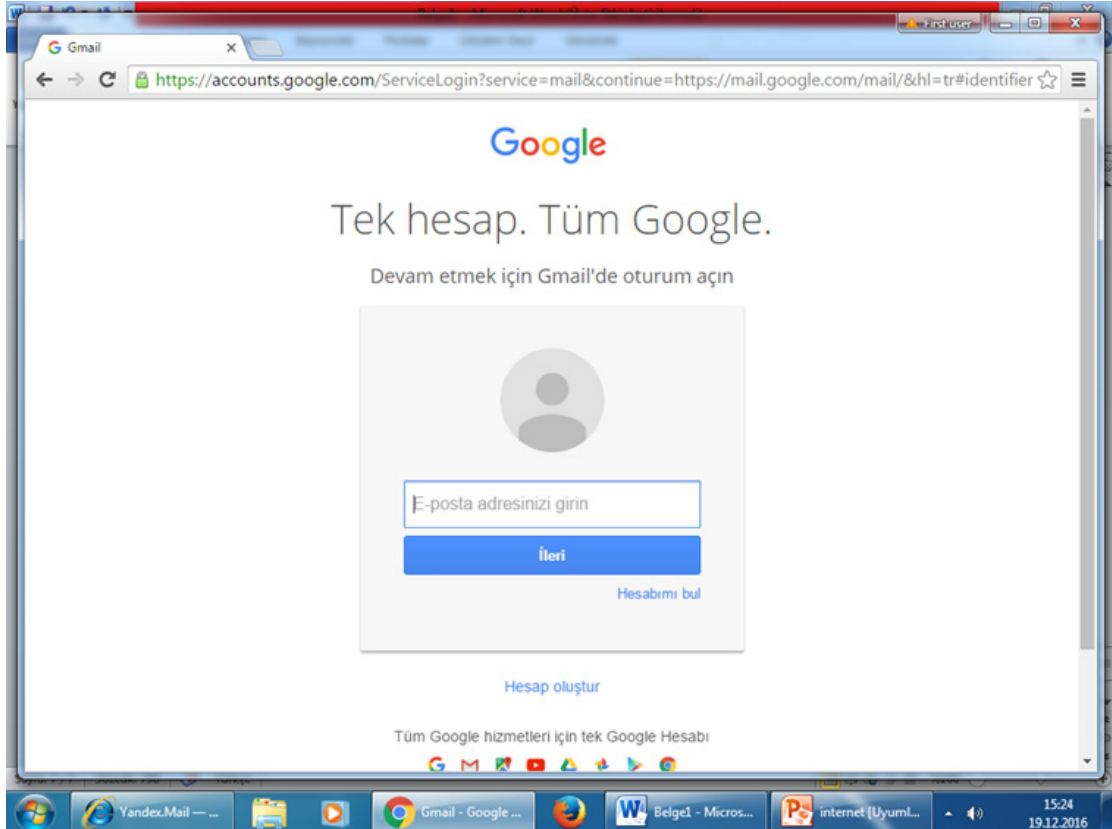 First user
Gmail
https://accounts.google.com/ServiceLogin?service=mail&continue=https://mail.google.com/mail/&hl=tr#identifier
Google
Tek hesap. Tüm Google.
Devam etmek için Gmail'de oturum açın
E-posta adresinizi girin
İleri
Hesabımı bul
Hesap oluştur
Tüm Google hizmetleri için tek Google Hesabı
Yandex.Mail — ...
Gmail - Google ...
Belge1 - Micros...
internet [Uyuml...
15:24
19.12.2016